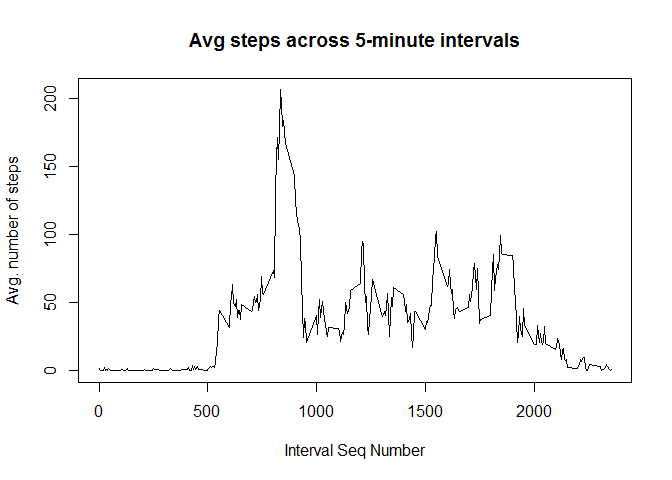 Avg steps across 5-minute intervals
Avg. number of steps
200
150
100
50
0
0 500 1000 1500 2000
Interval Seq Number